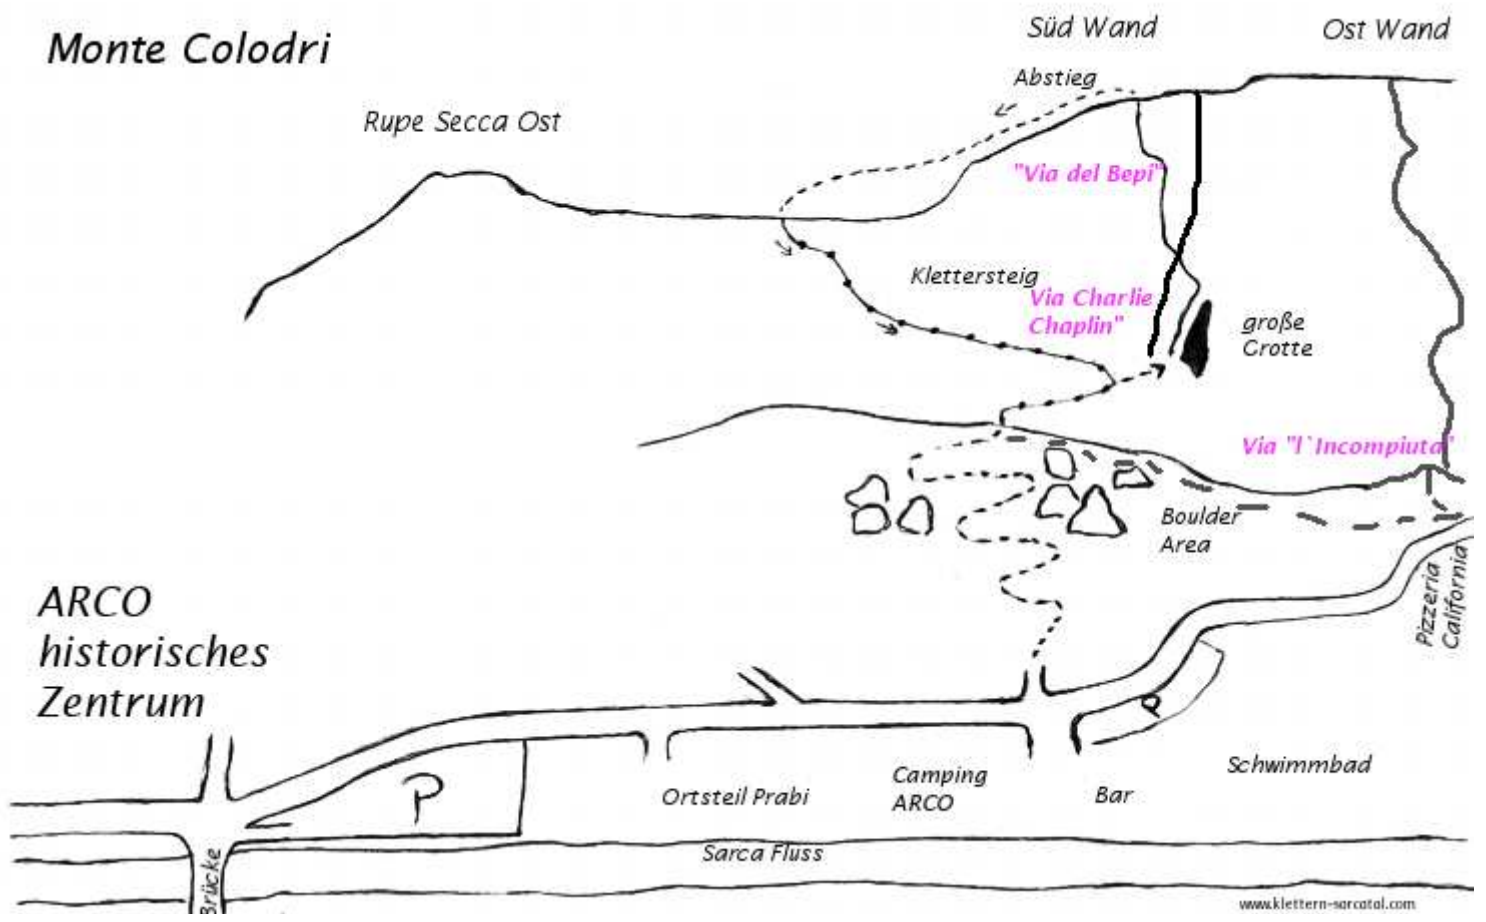 Süd Wand
Ost Wand
Monte Colodri
Abstieg
Rupe Secca Ost
"Via del Bepi"
Klettersteig
Via Charlie
Chaplin"
große
Grotte
Via "l`Incompiuta"
Boulder
Area
Pizzeria
California
ARCO
historisches
Zentrum
P
P
Schwimmbad
Camping
ARCO
Ortsteil Prabi
Bar
Sarca Fluss
Brücke
www.klettern-sarcatal.com